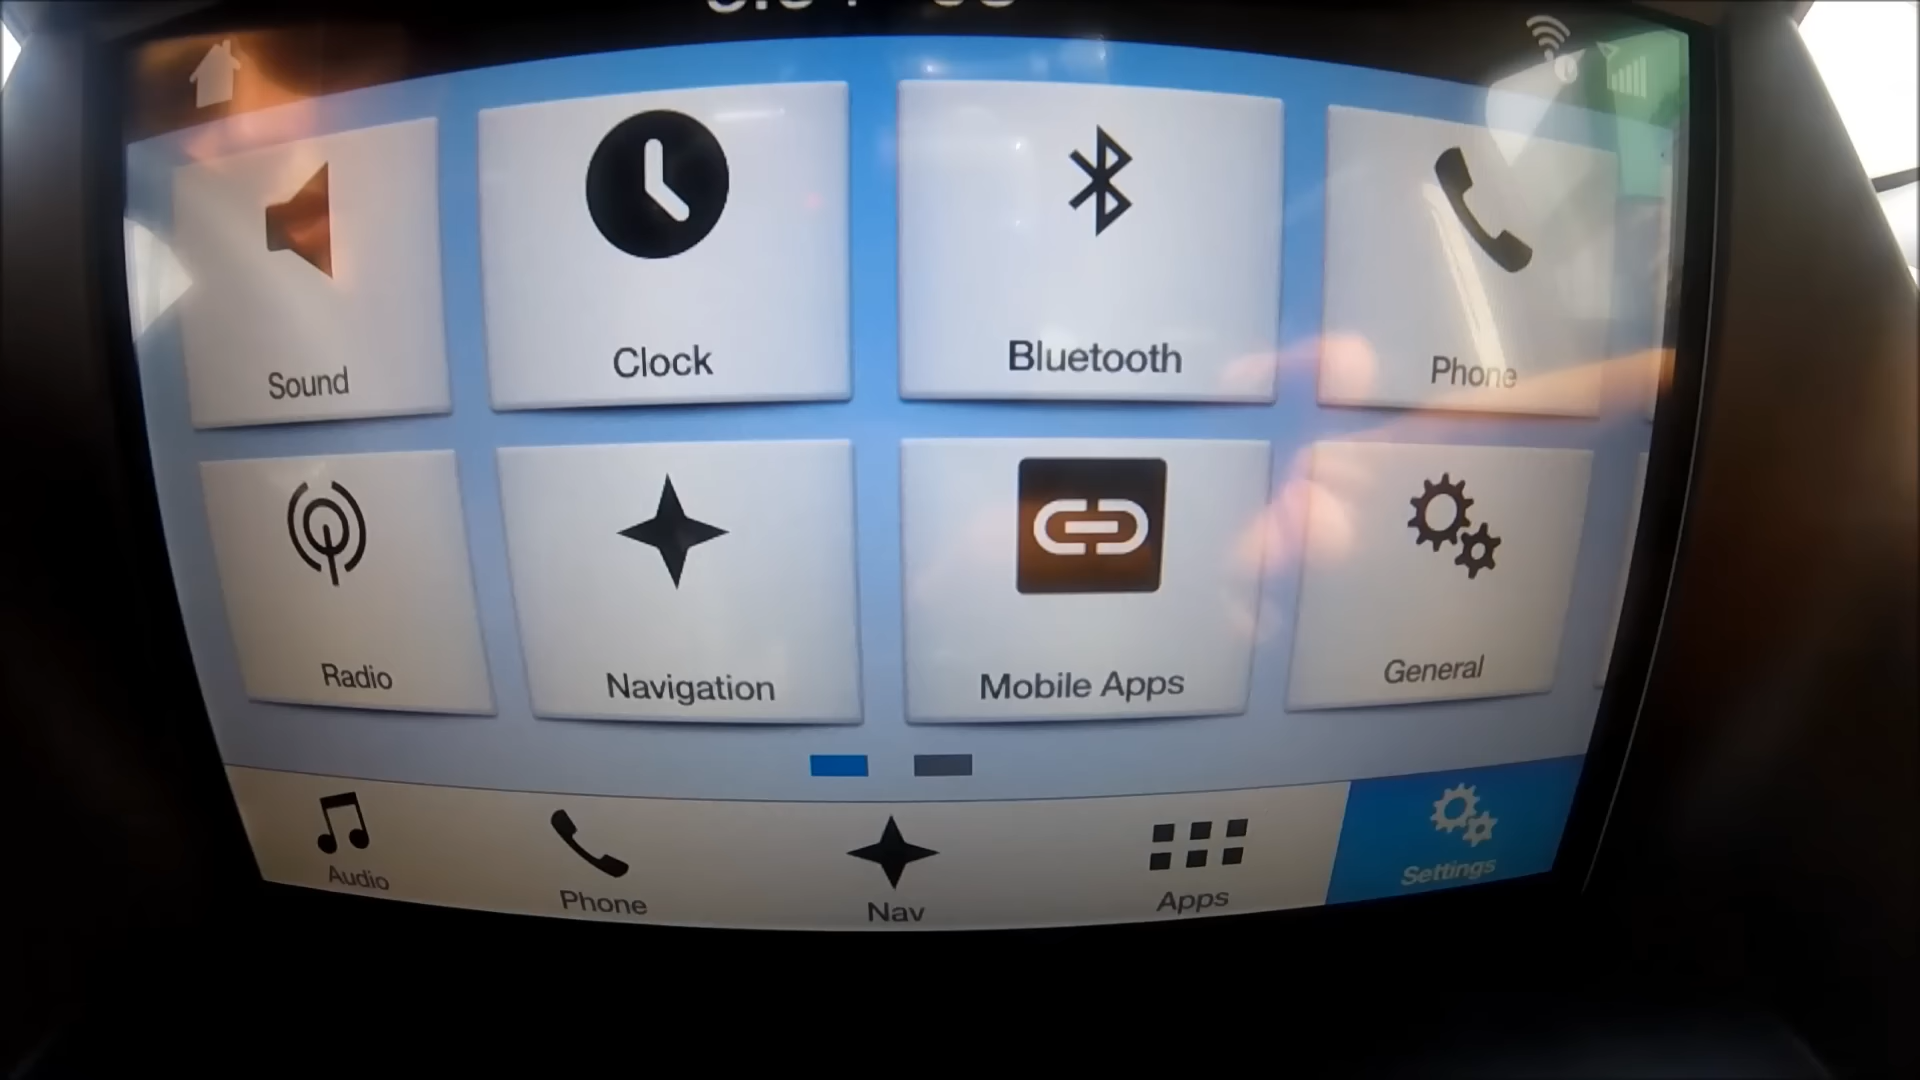 Sound
Clock
Bluetooth
Phone
Radio
Navigation
Mobile Apps
General
Audio
Phone
Nav
Apps
Settings